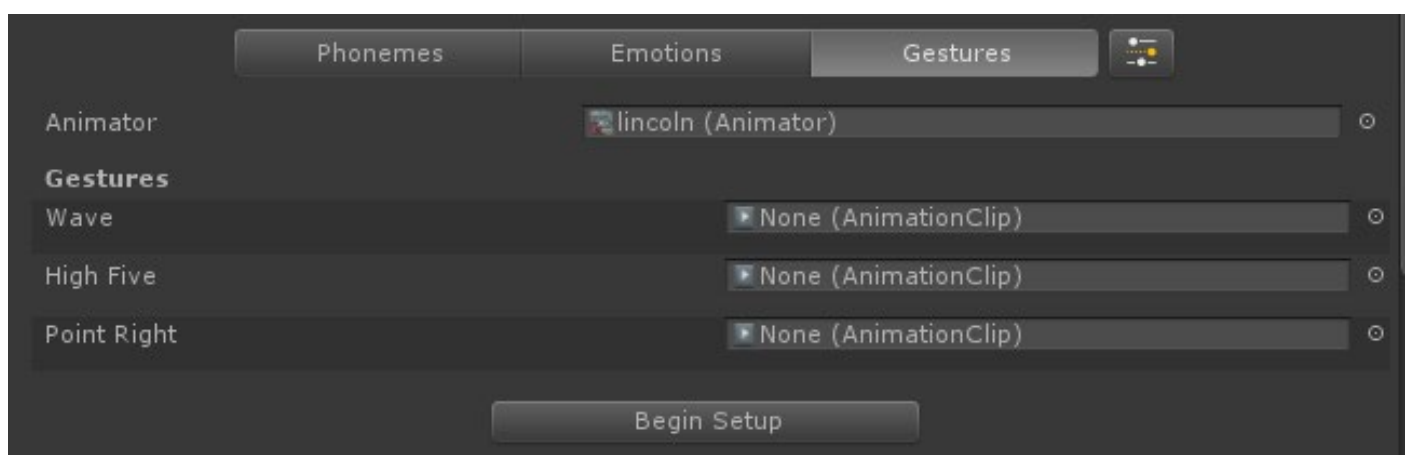 Phonemes Emotions Gestures
Animator lincoln (Animator)
Gestures
Wave None (AnimationClip)
High Five None (AnimationClip)
Point Right None (AnimationClip)
Begin Setup